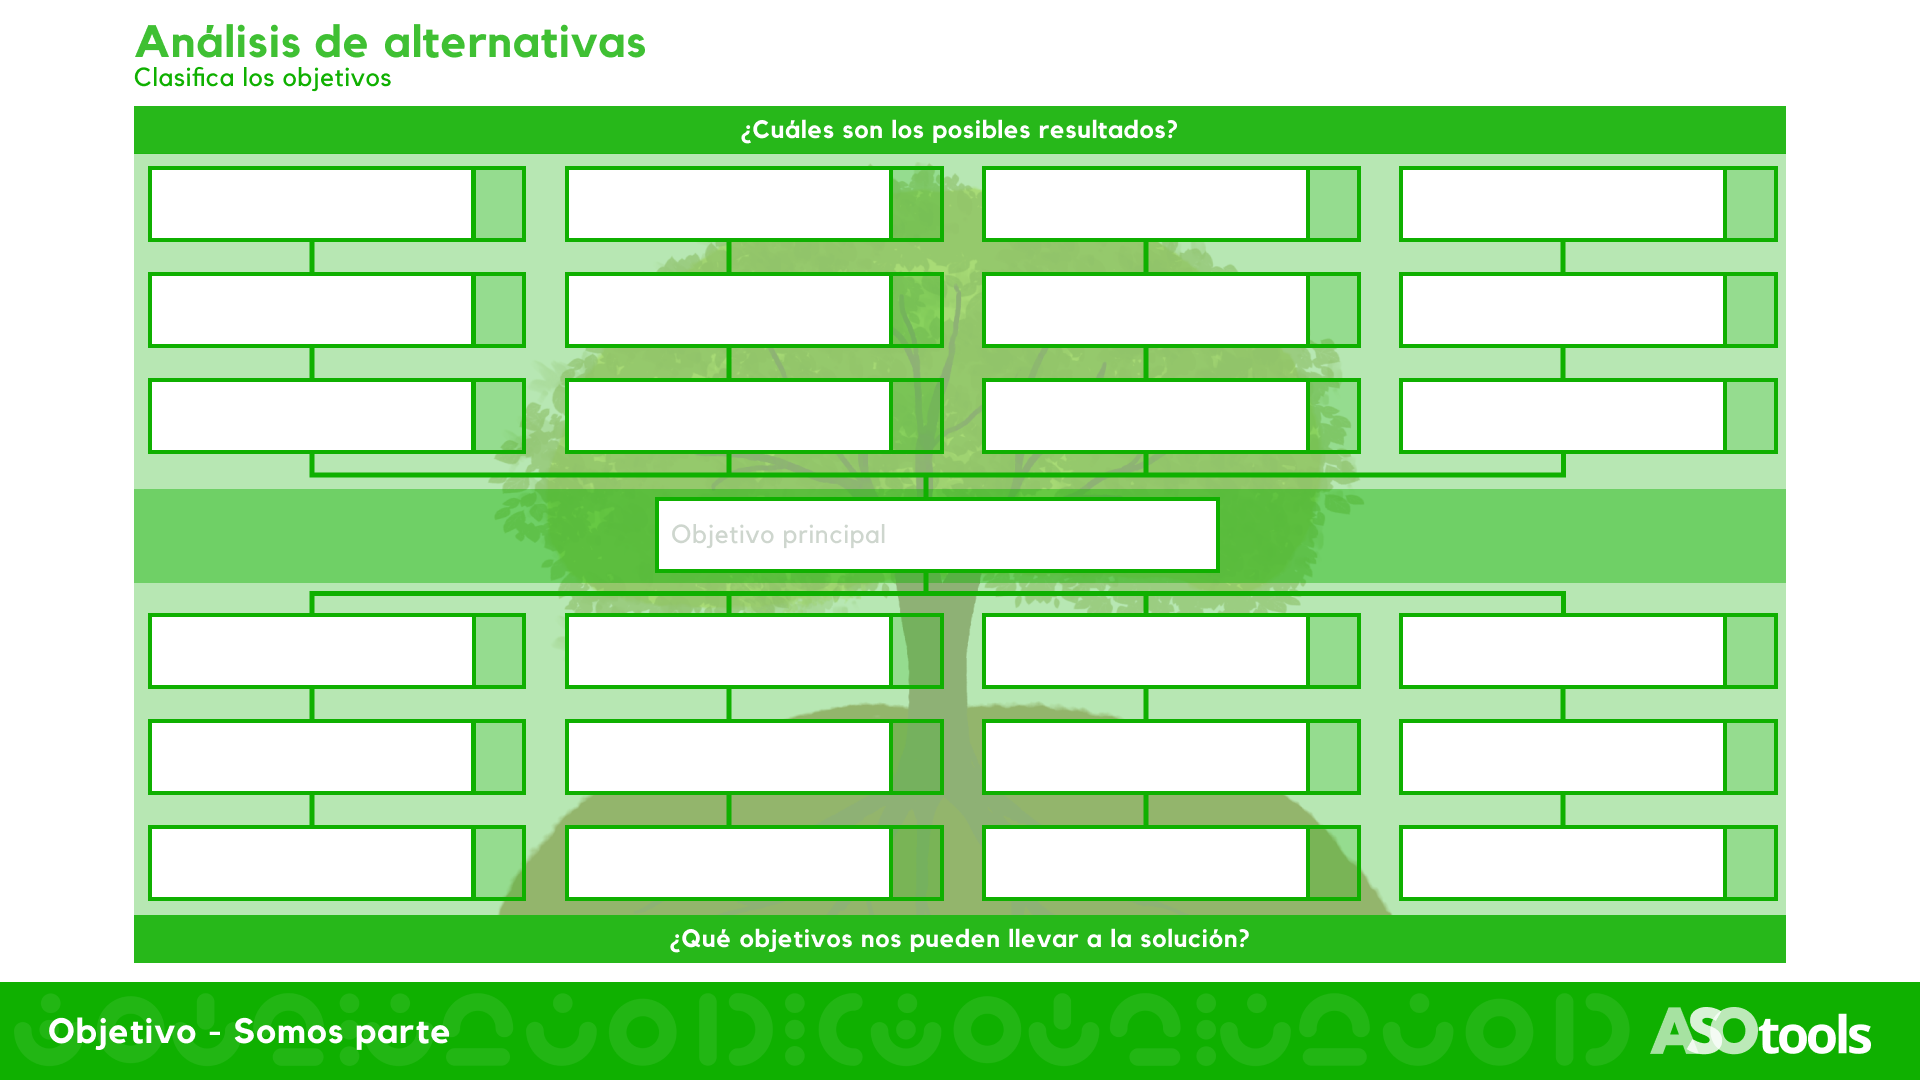 Análisis de alternativas
Clasifica los objetivos
¿Cuáles son los posibles resultados?
Objetivo principal
¿Qué objetivos nos pueden llevar a la solución?
Objetivo - Somos parte
ASOtools